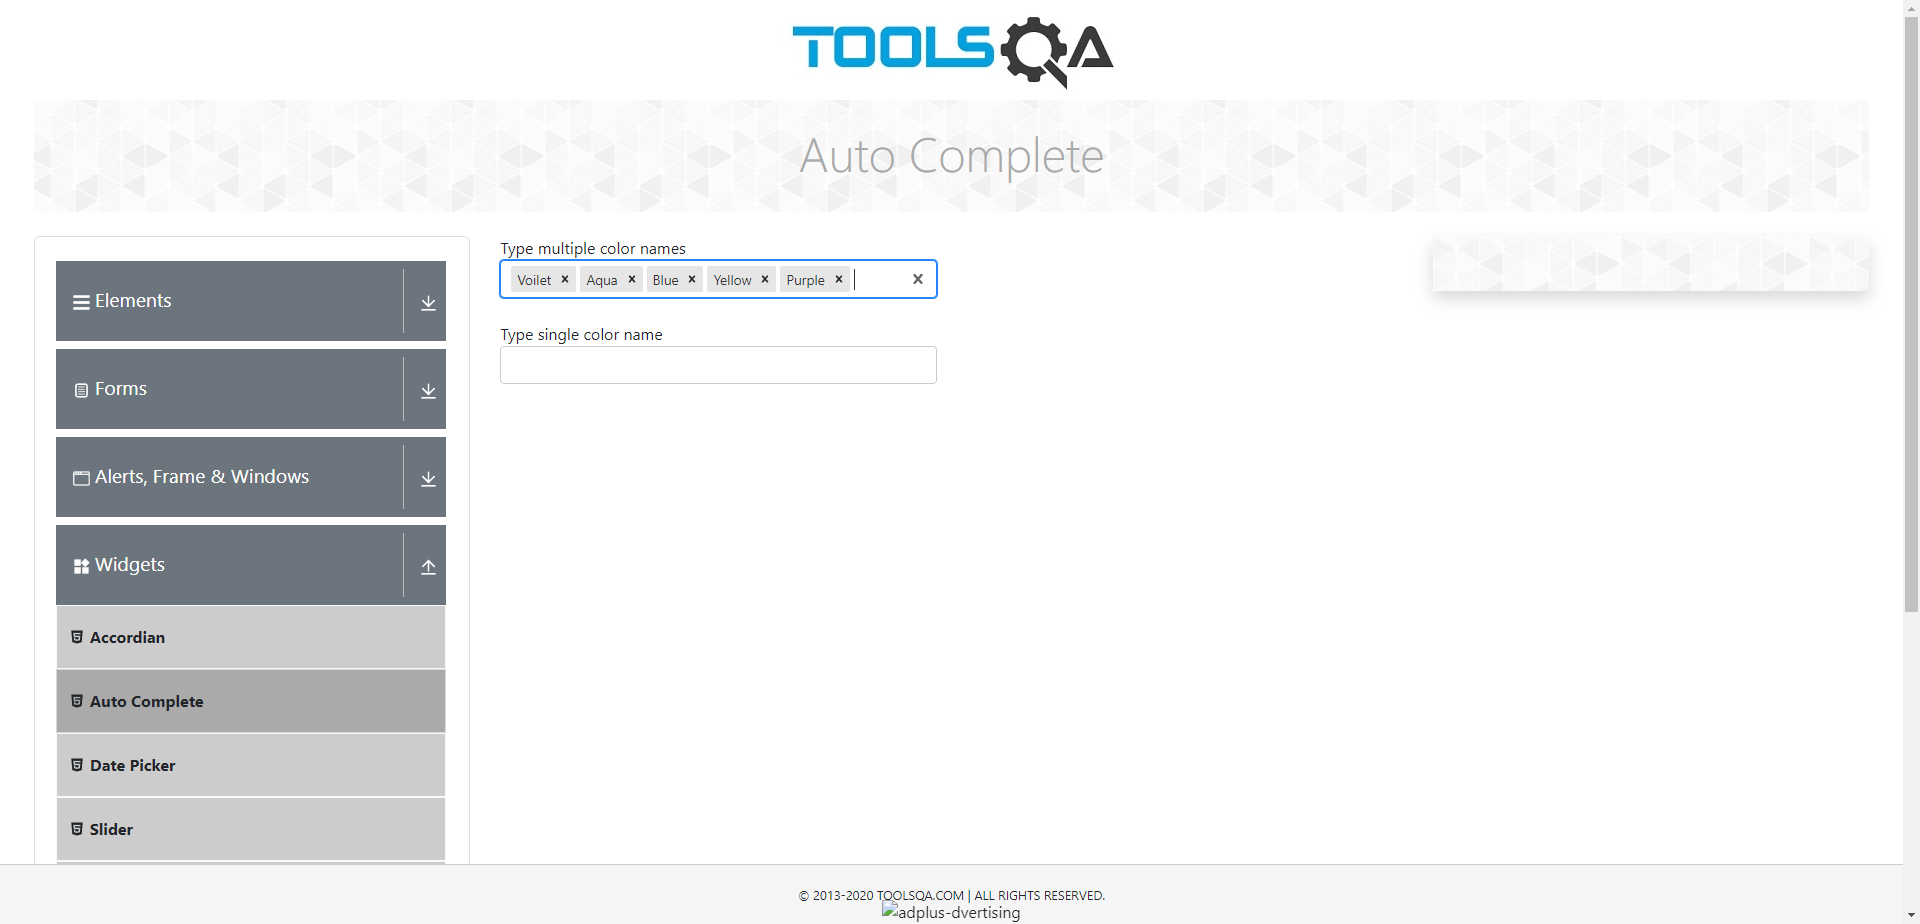 TOOLSQA
Auto Complete
Elements
Forms
Alerts, Frame & Windows
Widgets
Accordian
Auto Complete
Date Picker
Slider
Type multiple color names
Voilet × Aqua × Blue × Yellow × Purple ×
Type single color name
© 2013-2020 TOOLSQA.COM | ALL RIGHTS RESERVED.
adplus-dvertising